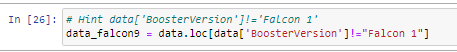 In [26]: # Hint data['BoosterVersion']!='Falcon 1'
data_falcon9 = data.loc[data['BoosterVersion']!="Falcon 1"]